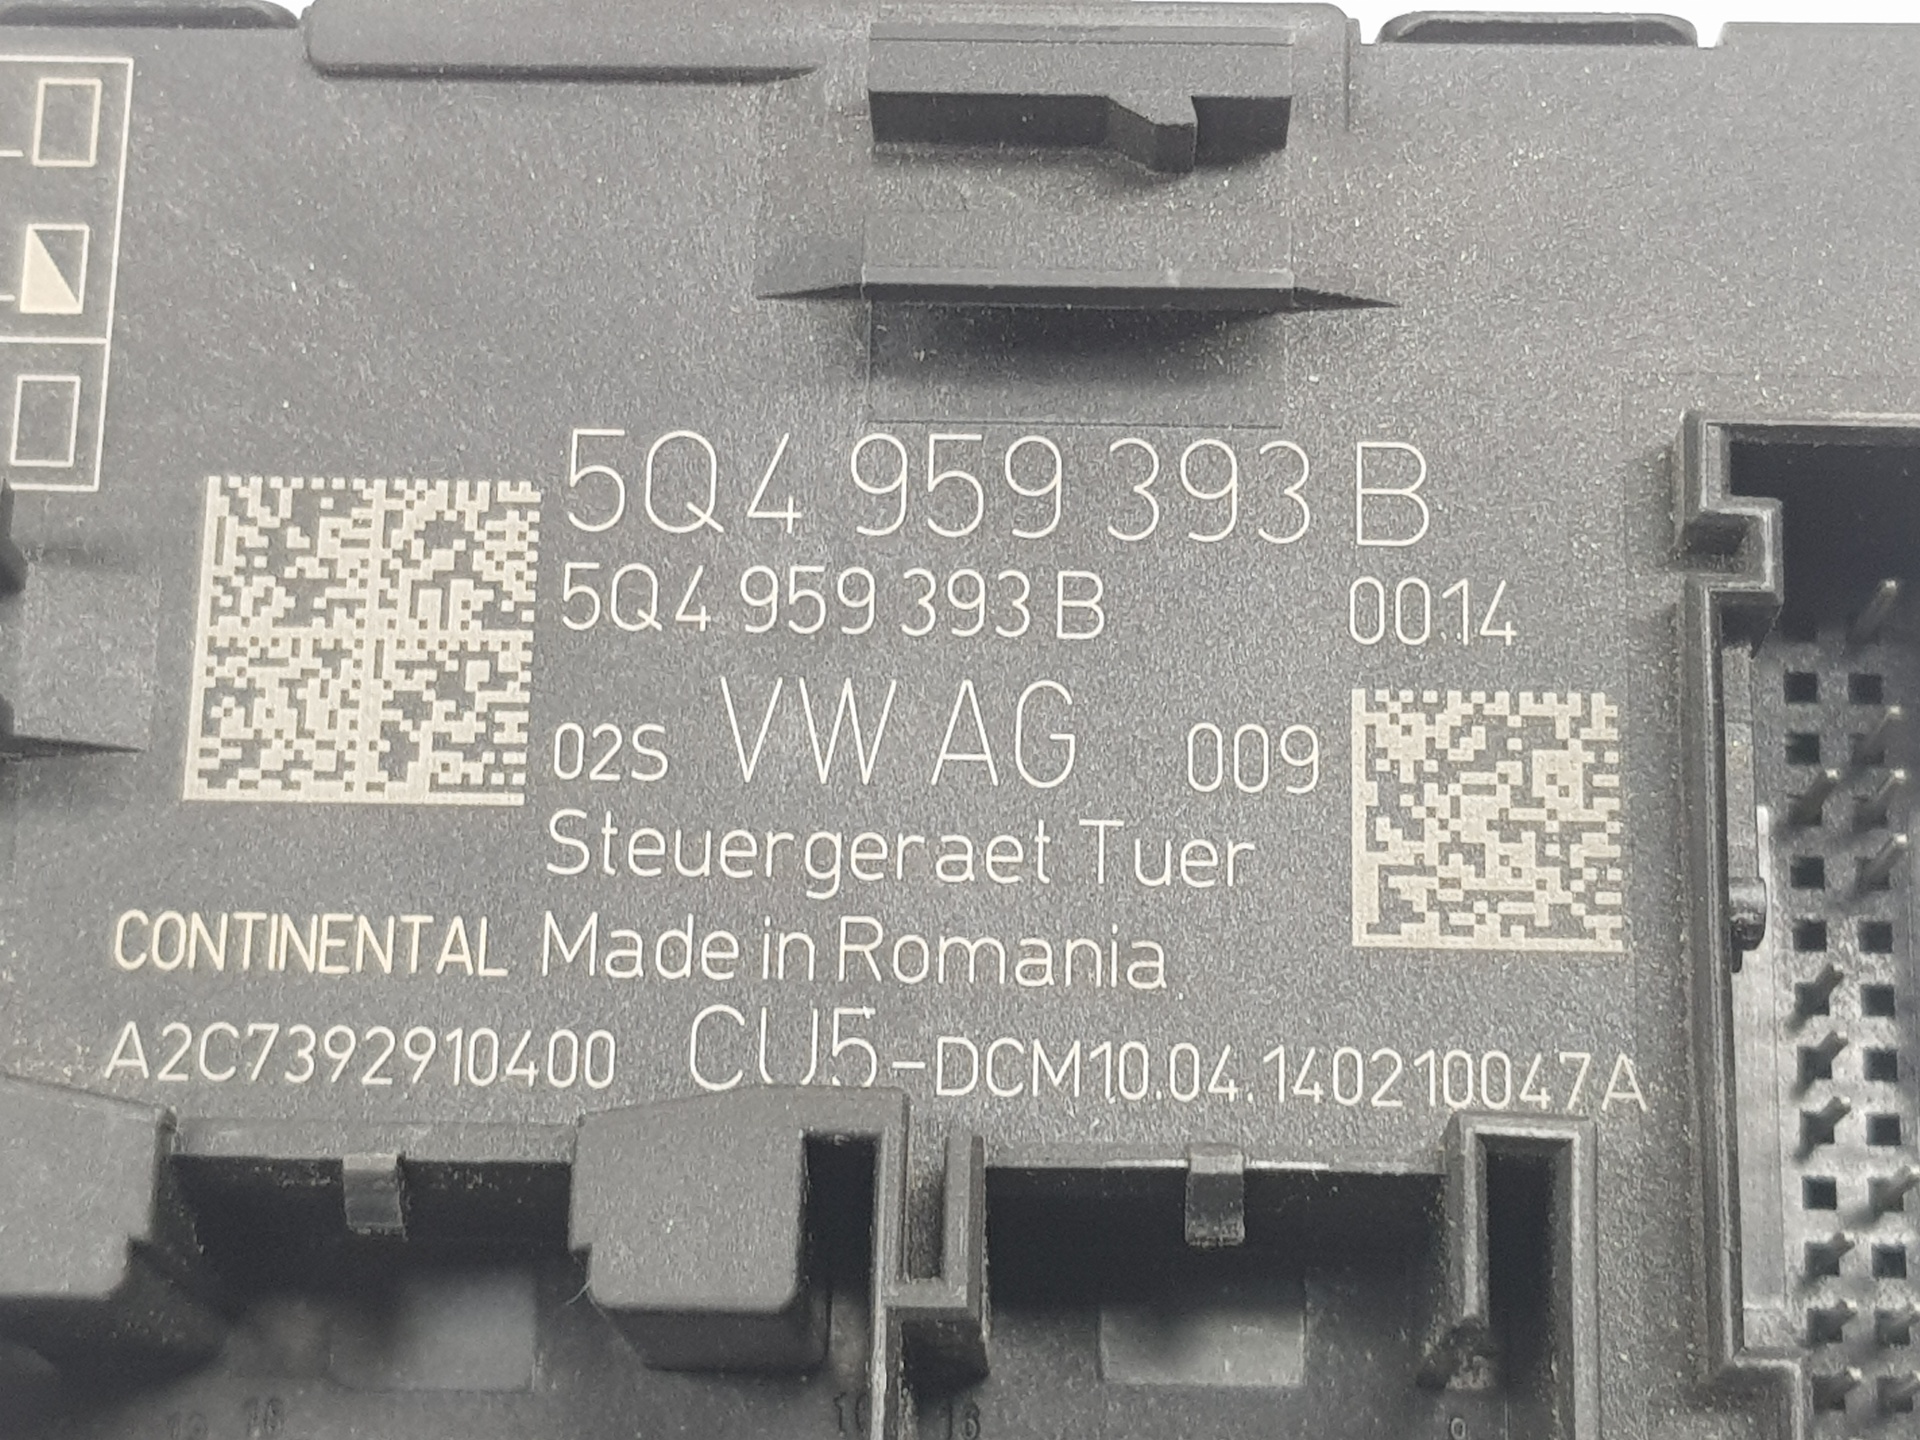 5Q4 959 393 B
5Q4 959 393 B 0014
02S VW AG 009
Steuergeraet Tuer
CONTINENTAL Made in Romania
A2C7392910400 CU5-DCM10.04.140210047A